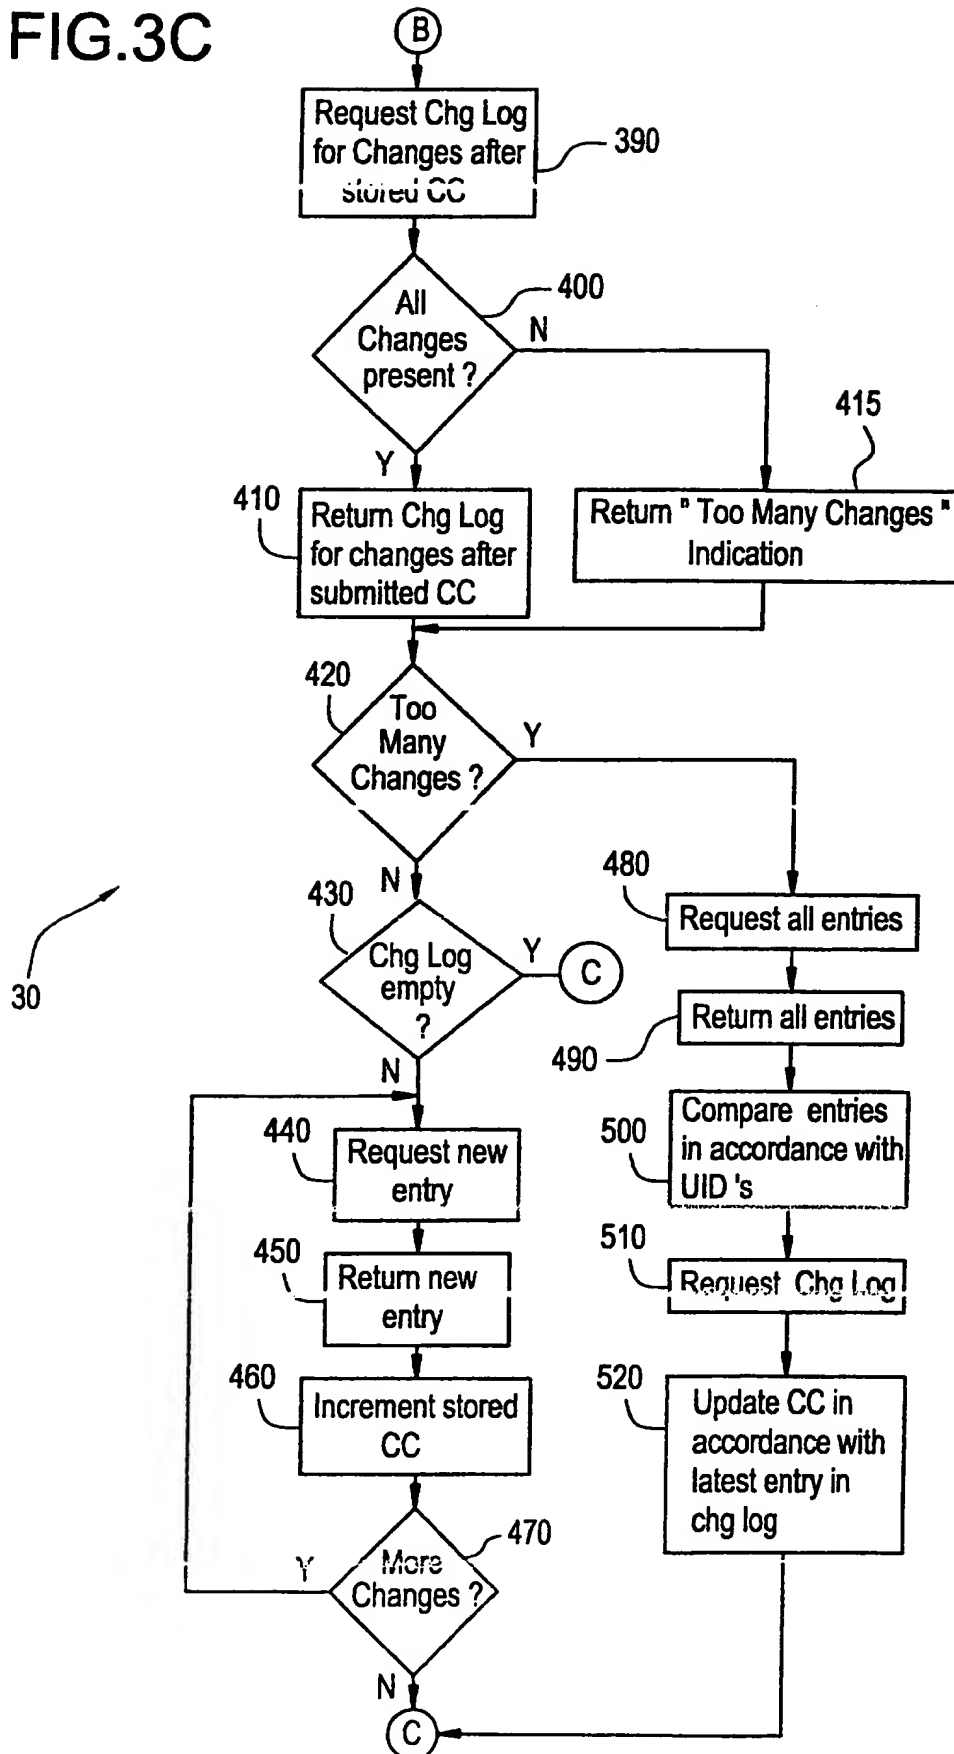 FIG.3C
B
Request Chg Log
for Changes after
stored CC
390
All
Changes
present ?
400
N
Y
415
410
Return Chg Log
for changes after
submitted CC
Return " Too Many Changes "
Indication
420
Too
Many
Changes ?
Y
N
430
Chg Log
empty
?
Y
C
N
480
Request all entries
490
Return all entries
30
440
Request new
entry
500
Compare entries
in accordance with
UID 's
450
Return new
entry
510
Request Chg Log
460
Increment stored
CC
520
Update CC in
accordance with
latest entry in
chg log
470
More
Changes ?
Y
N
C